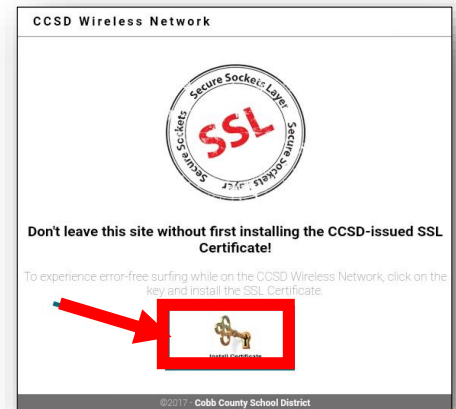 CCSD Wireless Network
Secure Sockets Layer
Secure Sockets Layer
Secure Sockets
SSL
Don't leave this site without first installing the CCSD-issued SSL
Certificate!
To experience error-free surfing while on the CCSD Wireless Network, click on the
key and install the SSL Certificate.
Install Certificate
©2017 - Cobb County School District